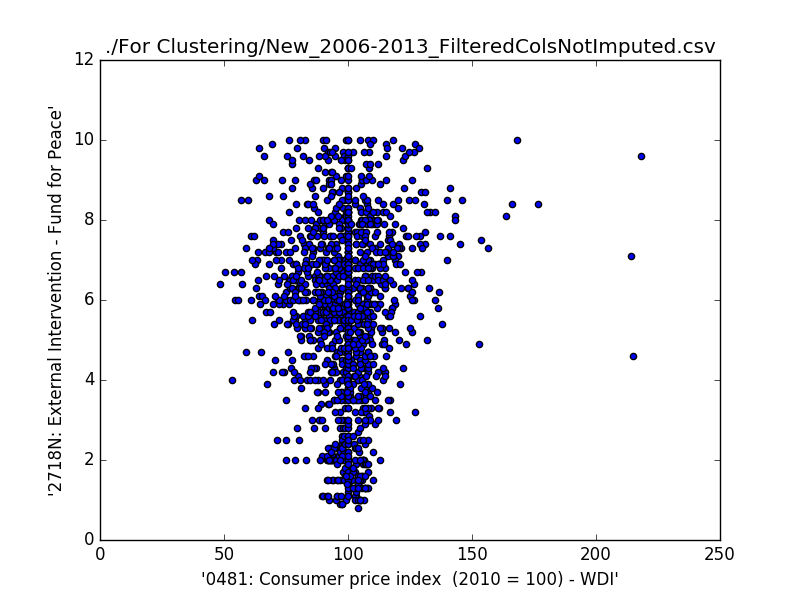 ./For Clustering/New_2006-2013_FilteredColsNotImputed.csv
12
10
8
6
4
2
0
'2718N: External Intervention - Fund for Peace'
0 50 100 150 200 250
'0481: Consumer price index  (2010 = 100) - WDI'